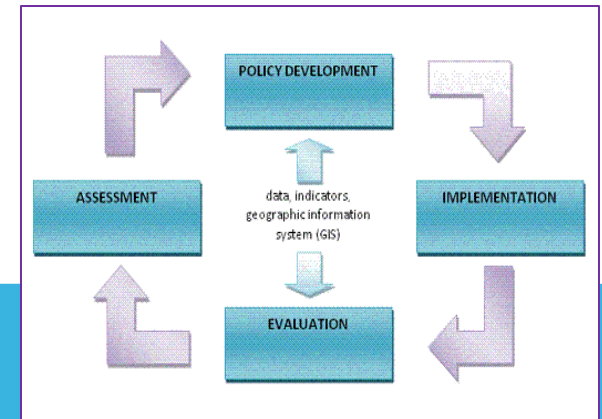 POLICY DEVELOPMENT
ASSESSMENT
data, indicators,
geographic information
system (GIS)
IMPLEMENTATION
EVALUATION